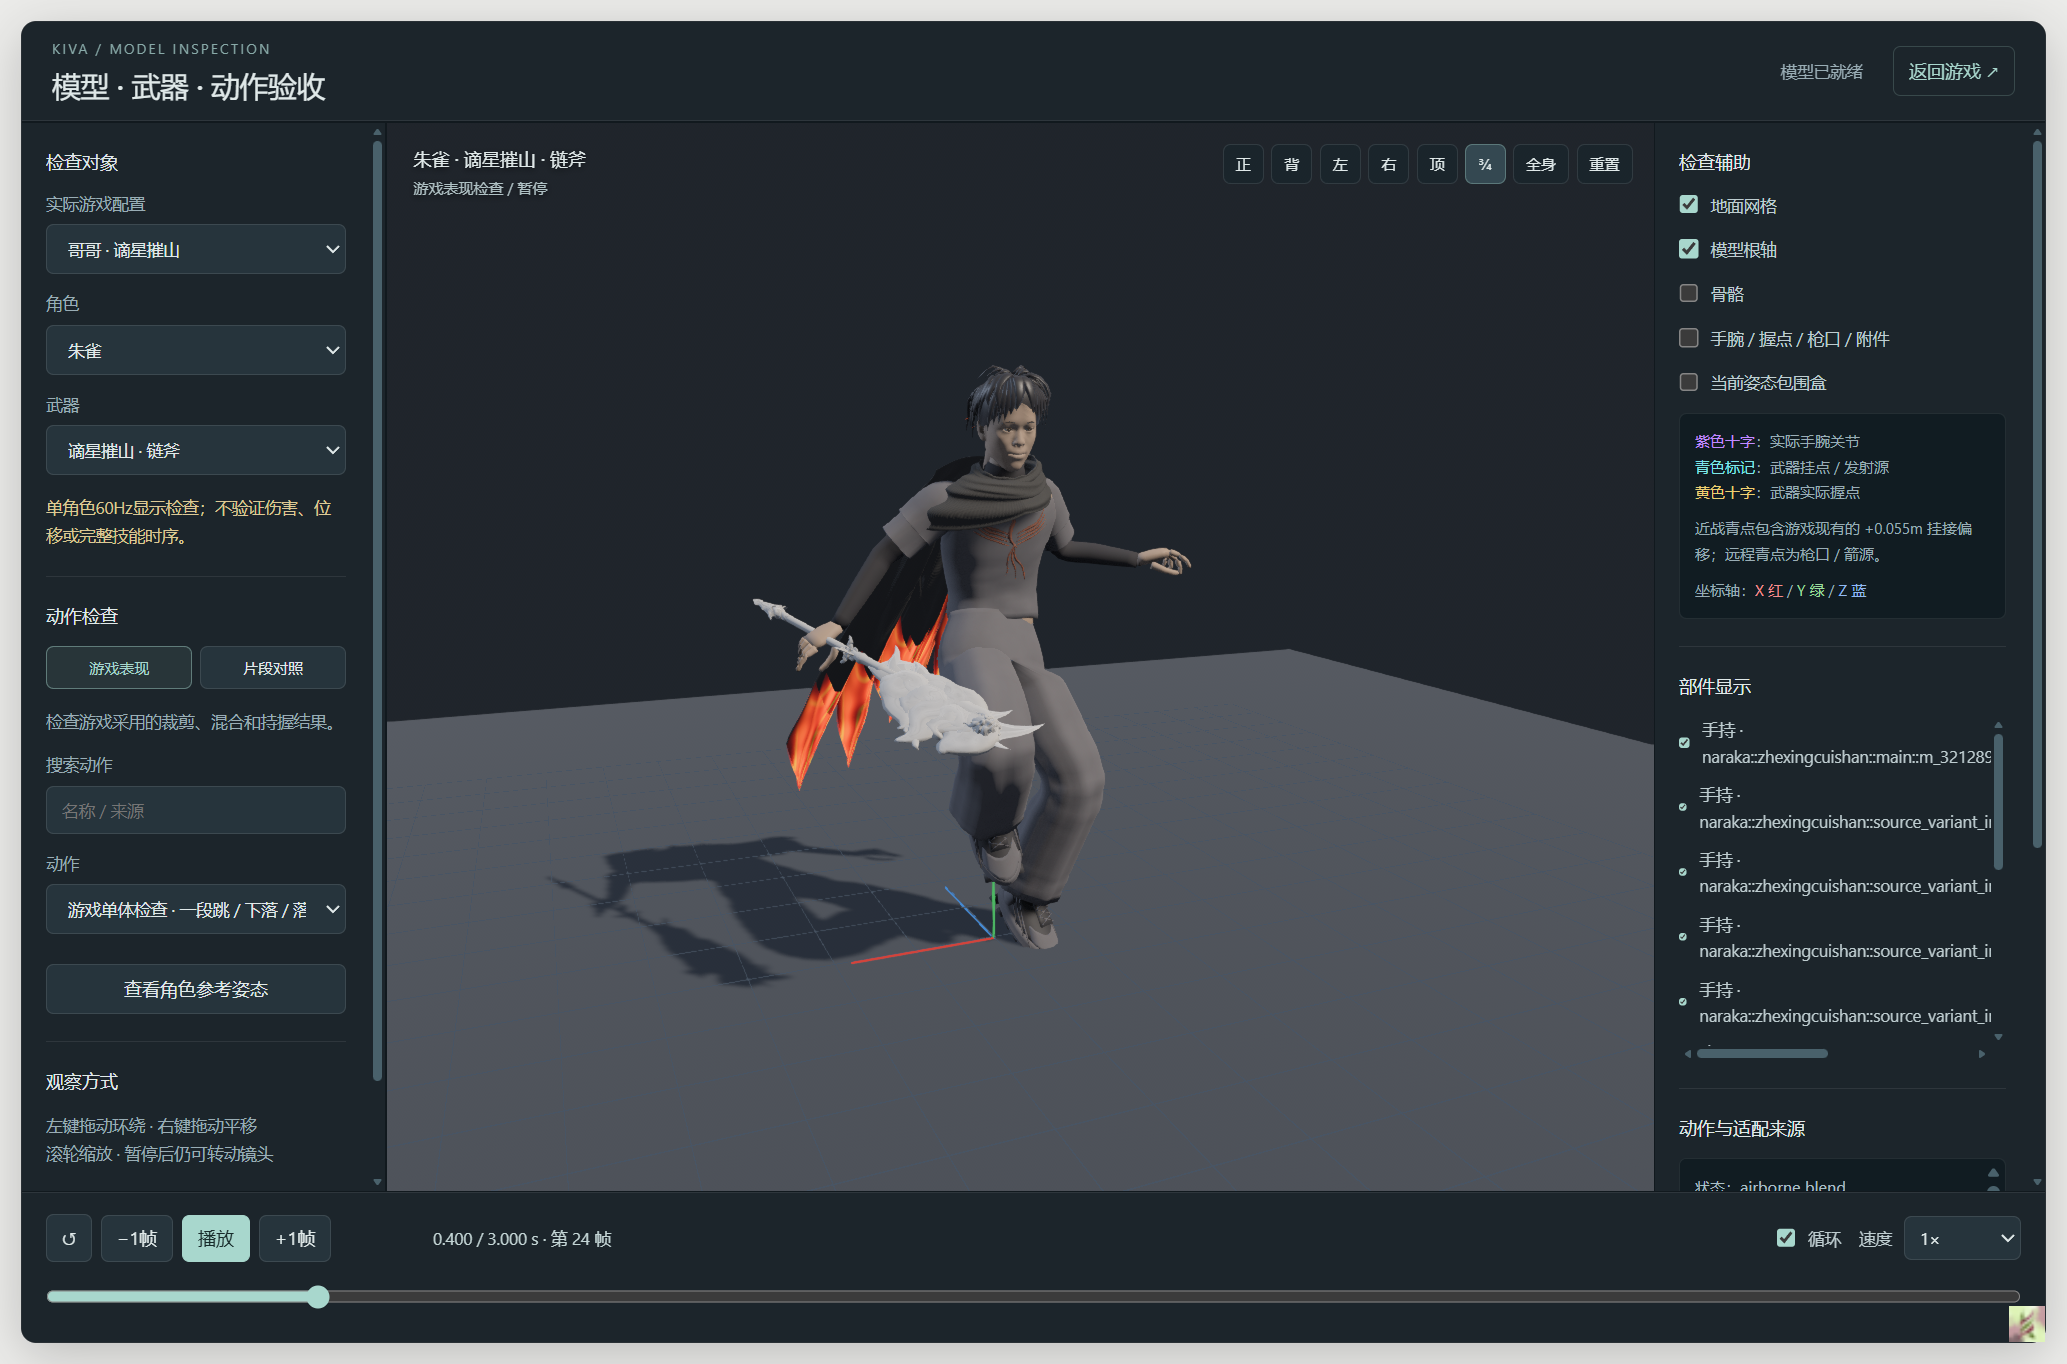 KIVA / MODEL INSPECTION
模型 · 武器 · 动作验收
模型已就绪
返回游戏 ↗
检查对象
实际游戏配置
哥哥 · 谪星摧山
角色
朱雀
武器
谪星摧山 · 链斧
单角色60Hz显示检查；不验证伤害、位
移或完整技能时序。
动作检查
游戏表现
片段对照
检查游戏采用的裁剪、混合和持握结果。
搜索动作
名称 / 来源
动作
游戏单体检查 · 一段跳 / 下落 / 落
查看角色参考姿态
观察方式
左键拖动环绕 · 右键拖动平移
滚轮缩放 · 暂停后仍可转动镜头
朱雀 · 谪星摧山 · 链斧
游戏表现检查 / 暂停
正
背
左
右
顶
¾
全身
重置
检查辅助
地面网格
模型根轴
骨骼
手腕 / 握点 / 枪口 / 附件
当前姿态包围盒
紫色十字：实际手腕关节
青色标记：武器挂点 / 发射源
黄色十字：武器实际握点
近战青点包含游戏现有的 +0.055m 挂接偏
移；远程青点为枪口 / 箭源。
坐标轴：X 红 / Y 绿 / Z 蓝
部件显示
手持 ·
naraka::zhexingcuishan::main::m_321289
手持 ·
naraka::zhexingcuishan::source_variant_i
手持 ·
naraka::zhexingcuishan::source_variant_i
手持 ·
naraka::zhexingcuishan::source_variant_i
手持 ·
naraka::zhexingcuishan::source_variant_i
动作与适配来源
状态：airborne blend
↺
−1帧
播放
+1帧
0.400 / 3.000 s · 第 24 帧
循环
速度
1×